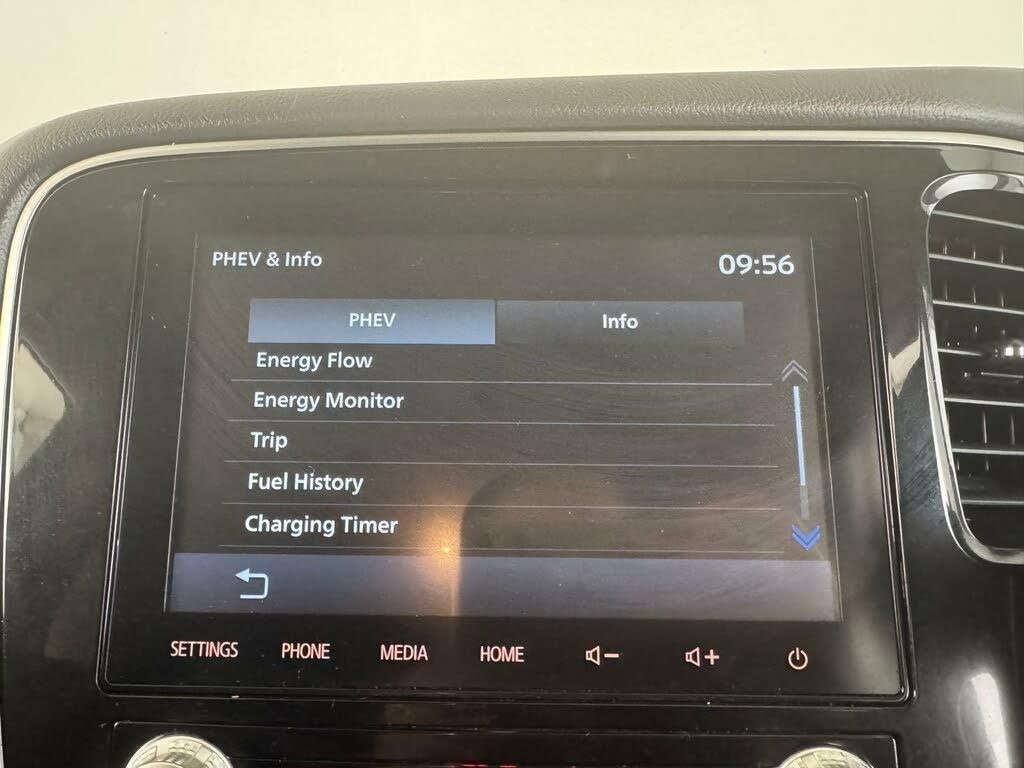 PHEV & Info
09:56
PHEV Info
Energy Flow
Energy Monitor
Trip
Fuel History
Charging Timer
SETTINGS PHONE MEDIA HOME